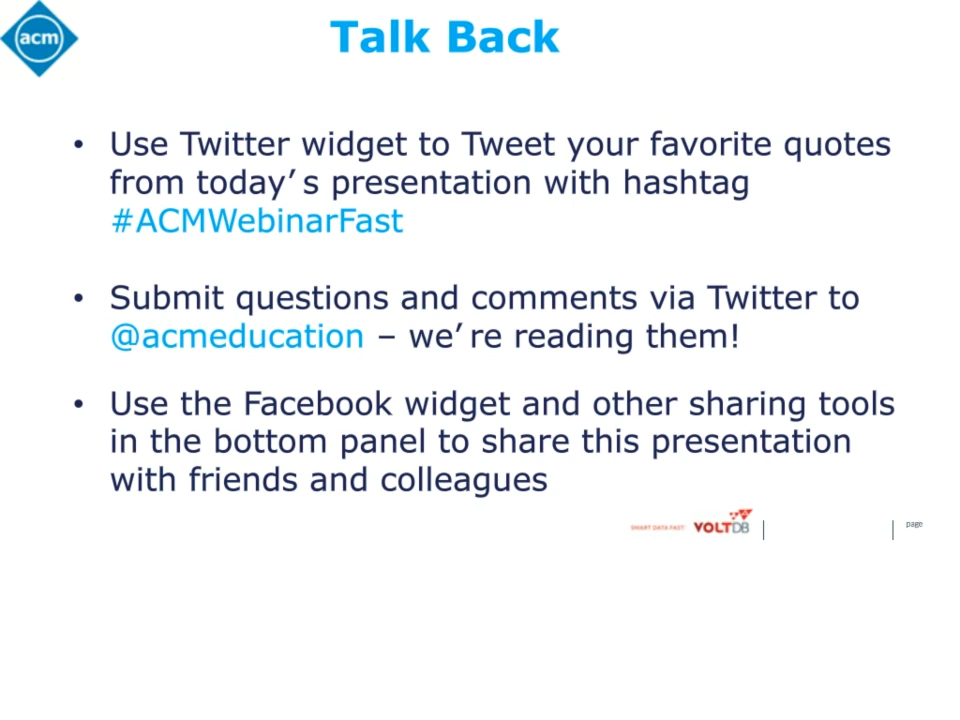 acm
Talk Back
• Use Twitter widget to Tweet your favorite quotes
from today’s presentation with hashtag
#ACMWebinarFast
• Submit questions and comments via Twitter to
@acmeducation – we’re reading them!
• Use the Facebook widget and other sharing tools
in the bottom panel to share this presentation
with friends and colleagues
SMART DATA FAST. VOLTDB
page